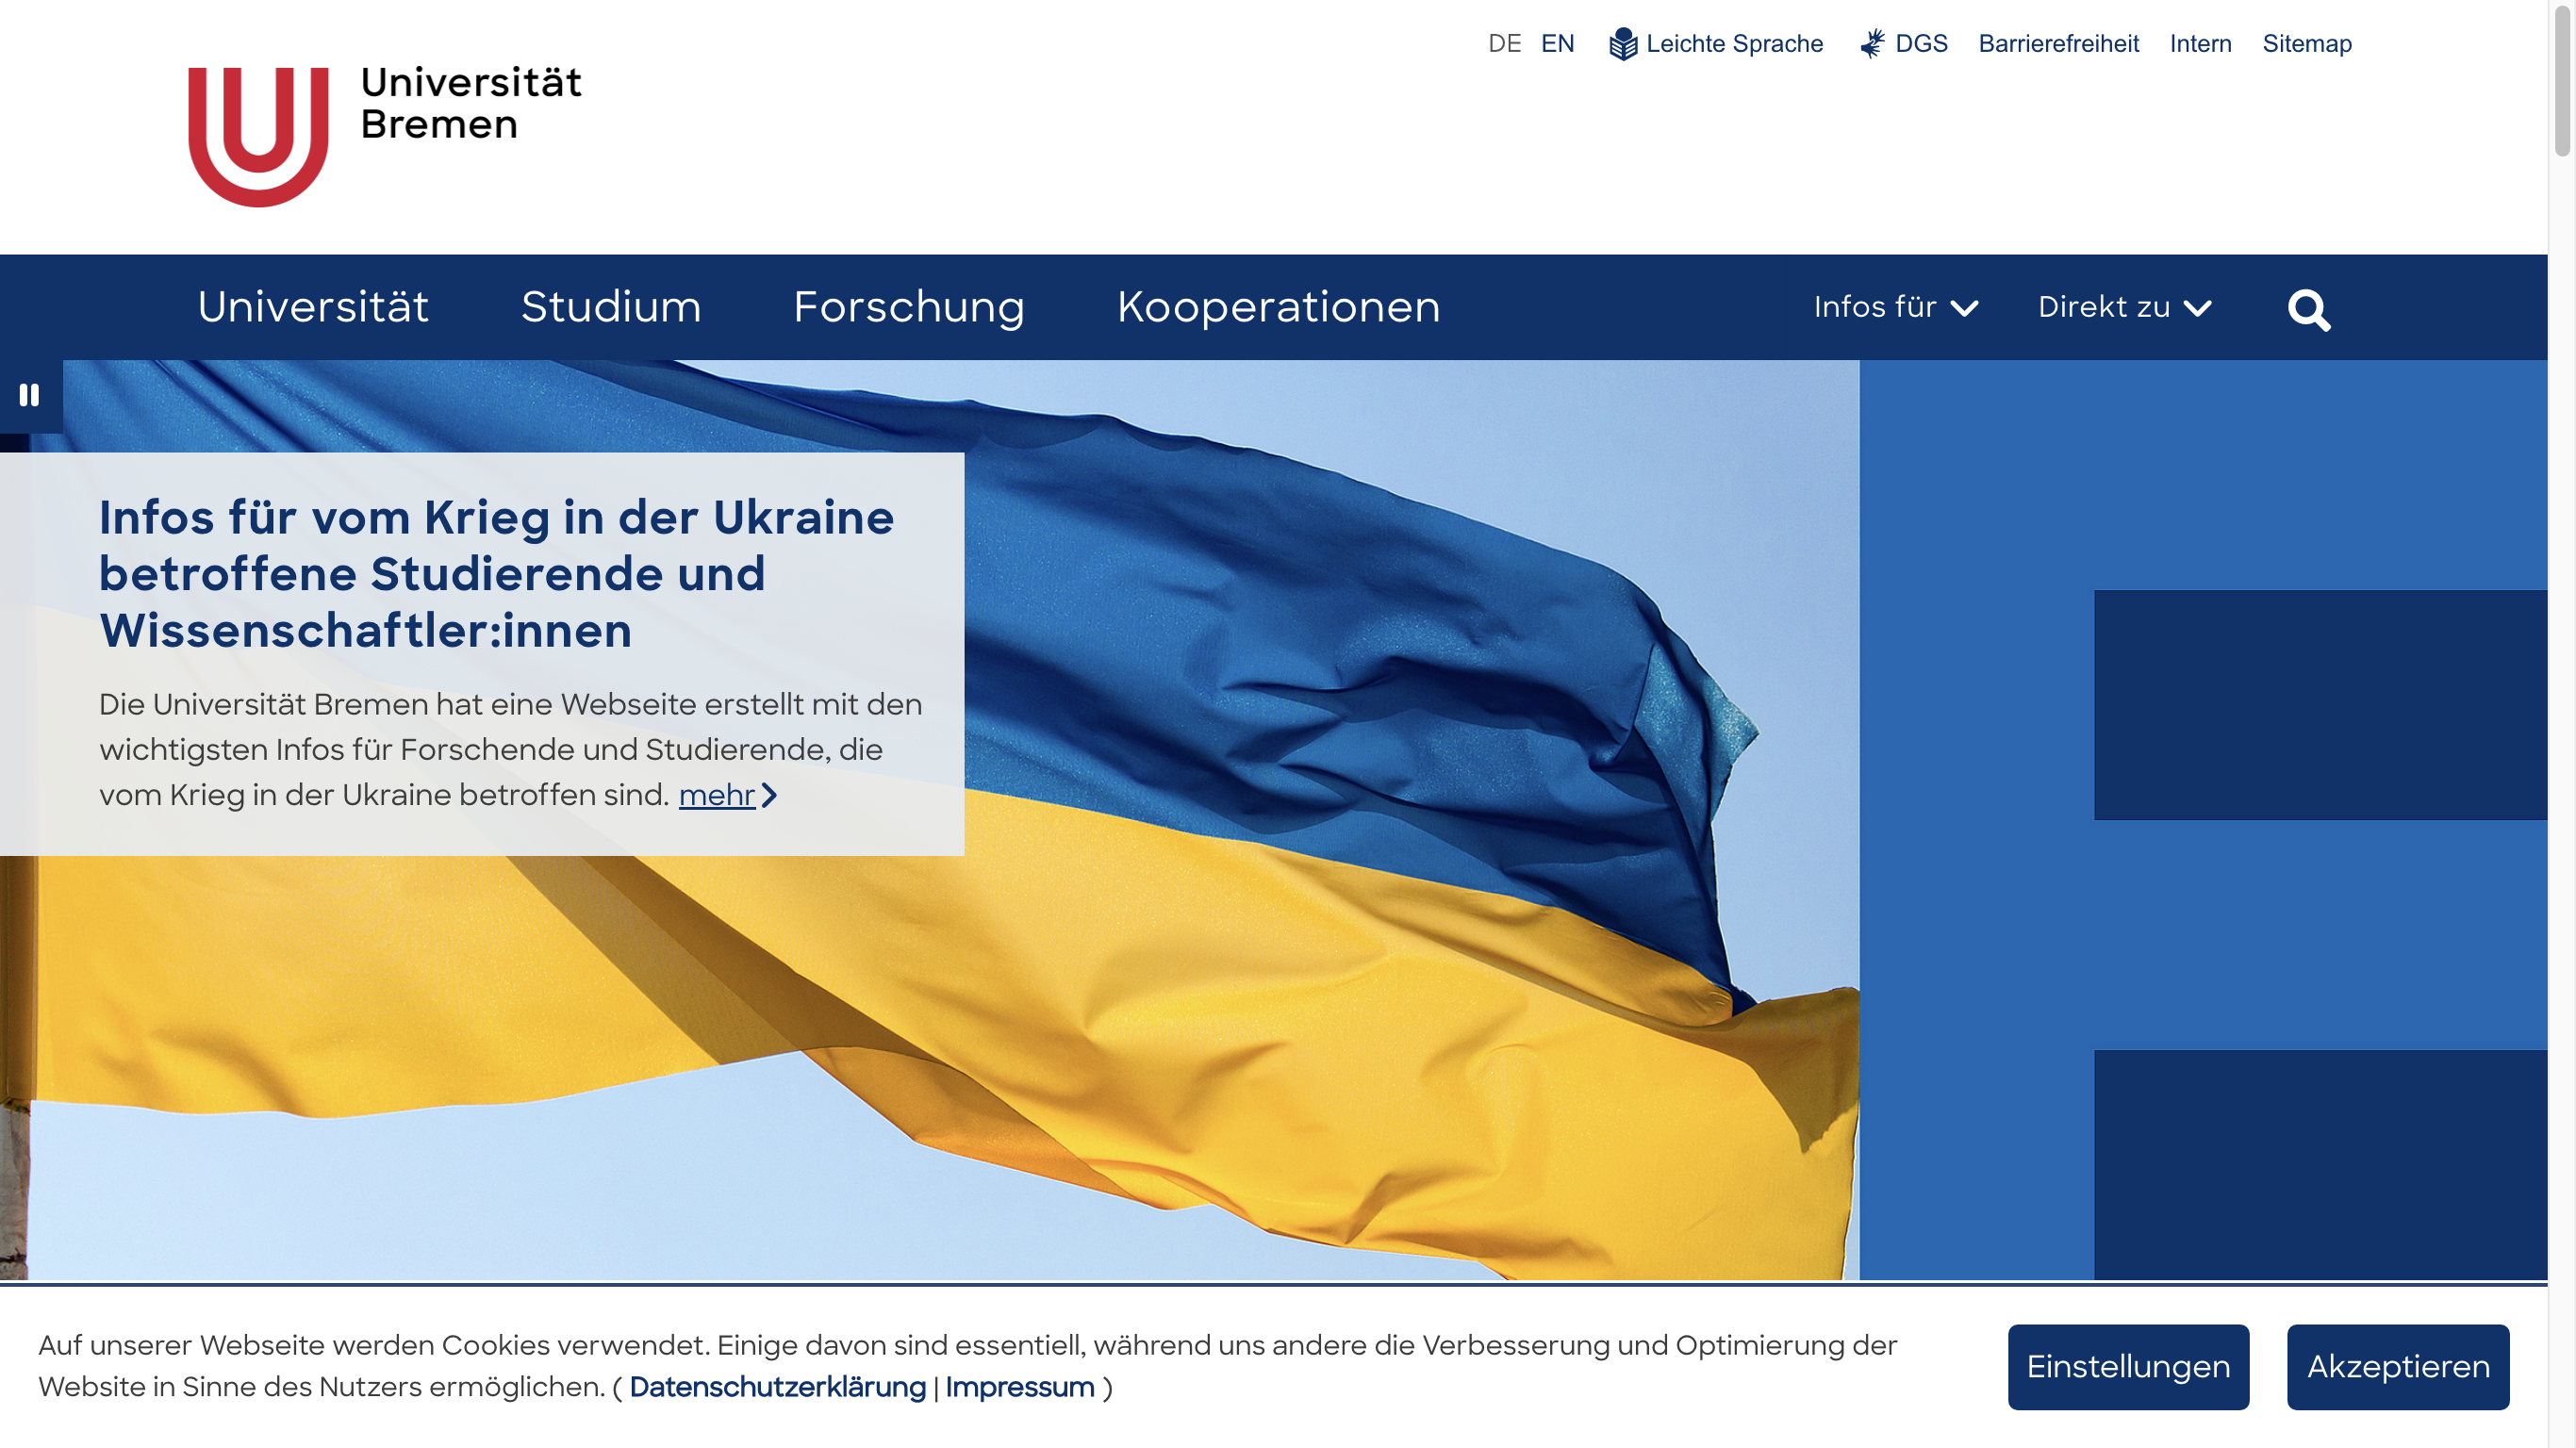 DE EN Leichte Sprache DGS Barrierefreiheit Intern Sitemap
Universität
Bremen
Universität Studium Forschung Kooperationen Infos für Direkt zu
Infos für vom Krieg in der Ukraine
betroffene Studierende und
Wissenschaftler:innen
Die Universität Bremen hat eine Webseite erstellt mit den
wichtigsten Infos für Forschende und Studierende, die
vom Krieg in der Ukraine betroffen sind. mehr
Auf unserer Webseite werden Cookies verwendet. Einige davon sind essentiell, während uns andere die Verbesserung und Optimierung der
Website in Sinne des Nutzers ermöglichen. ( Datenschutzerklärung | Impressum )
Einstellungen Akzeptieren